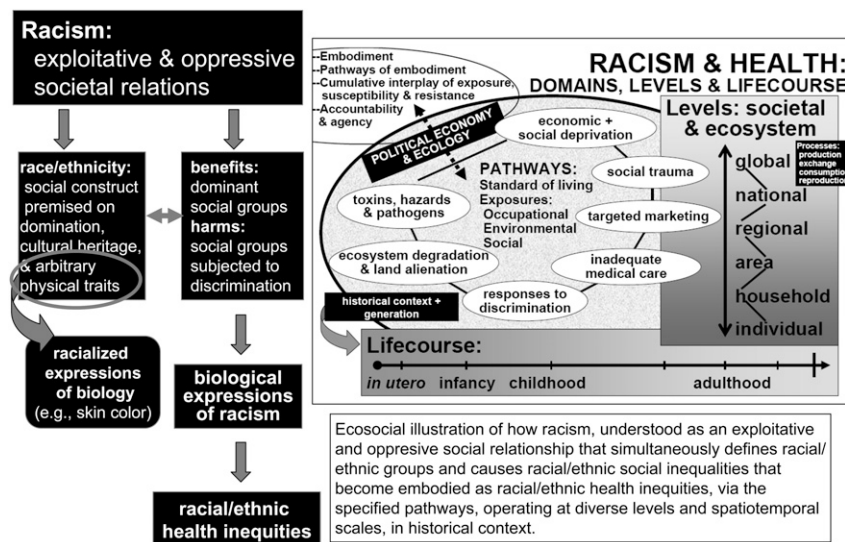 Racism:
exploitative & oppressive
societal relations
race/ethnicity:
social construct
premised on
domination,
cultural heritage,
& arbitrary
physical traits
benefits:
dominant
social groups
harms:
social groups
subjected to
discrimination
racialized
expressions
of biology
(e.g., skin color)
biological
expressions
of racism
racial/ethnic
health inequities
--Embodiment
--Pathways of embodiment
--Cumulative interplay of exposure,
susceptibility & resistance
--Accountability
& agency
RACISM & HEALTH:
DOMAINS, LEVELS & LIFECOURSE
POLITICAL ECONOMY
& ECOLOGY
economic +
social deprivation
social trauma
targeted marketing
inadequate
medical care
responses to
discrimination
ecosystem degradation
& land alienation
toxins, hazards
& pathogens
PATHWAYS:
Standard of living
Exposures:
Occupational
Environmental
Social
historical context +
generation
Levels: societal
& ecosystem
Processes:
production
exchange
consumptio
reproductio
global
national
regional
area
household
individual
Lifecourse:
in utero infancy childhood adulthood
Ecosocial illustration of how racism, understood as an exploitative
and oppresive social relationship that simultaneously defines racial/
ethnic groups and causes racial/ethnic social inequalities that
become embodied as racial/ethnic health inequities, via the
specified pathways, operating at diverse levels and spatiotemporal
scales, in historical context.